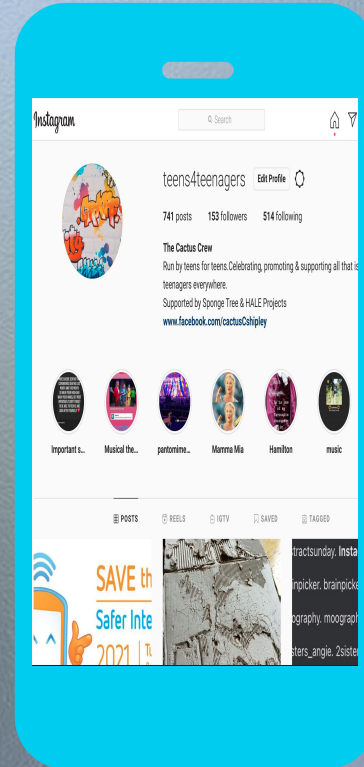 Instagram
Search
teens4teenagers Edit Profile
741 posts 153 followers 514 following
The Cactus Crew
Run by teens for teens.Celebrating, promoting & supporting all that is
teenagers everywhere.
Supported by Sponge Tree & HALE Projects
www.facebook.com/cactusCshipley
Important s... Musical the... pantomime... Mamma Mia Hamilton music
POSTS REELS IGTV SAVED TAGGED
SAVE th
Safer Inte
2021 | Tu
stractsunday. Insta
inpicker. brainpicke
ography. moograph
sters_angie. 2sister